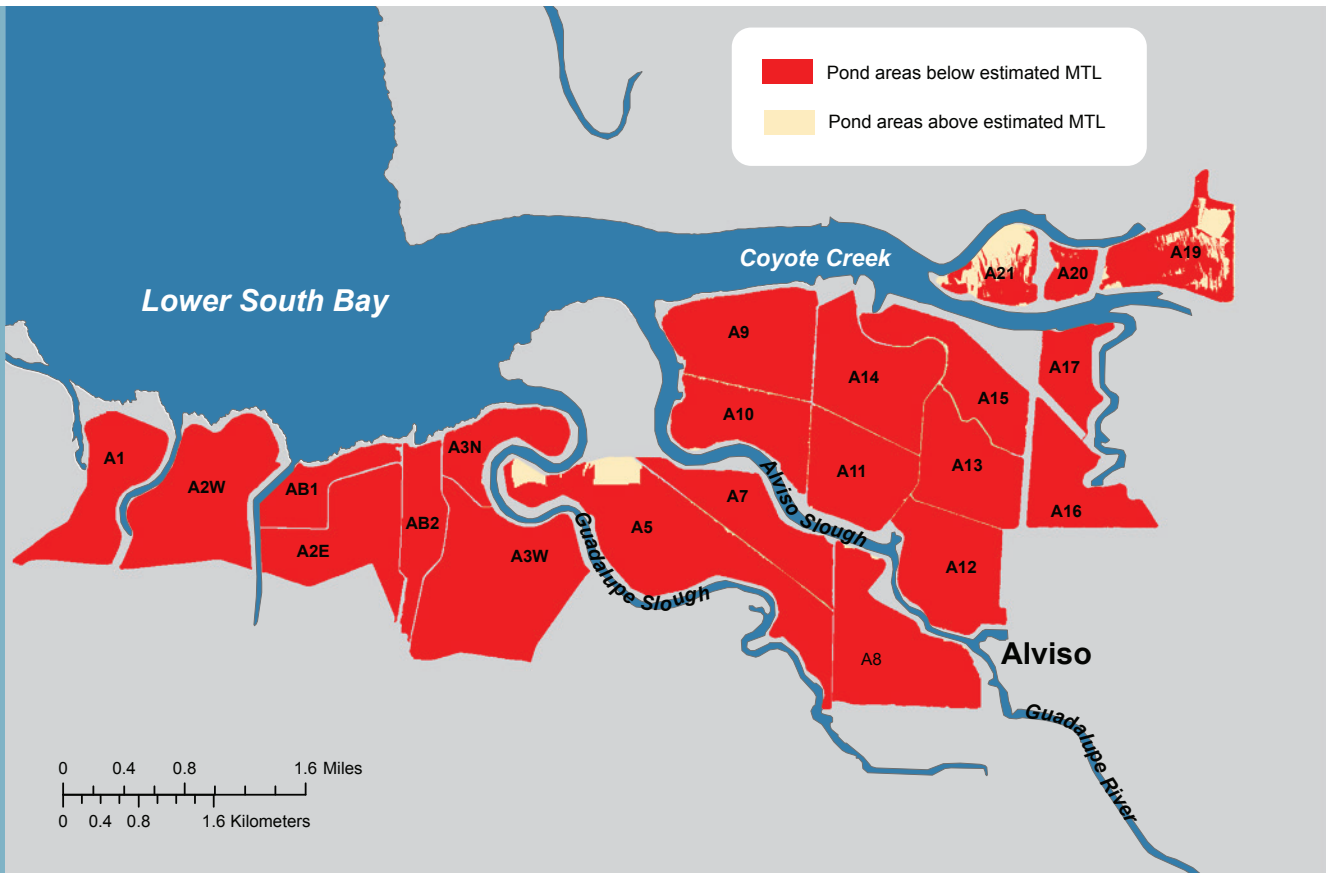 Pond areas below estimated MTL
Pond areas above estimated MTL
Coyote Creek
Lower South Bay
A21
A20
A19
A9
A14
A15
A17
A10
A1
A2W
AB1
A3N
A11
A13
A16
A7
Alviso Slough
AB2
A2E
A3W
A5
Guadalupe Slough
A12
A8
Alviso
Guadalupe River
0 0.4 0.8 1.6 Miles
0 0.4 0.8 1.6 Kilometers